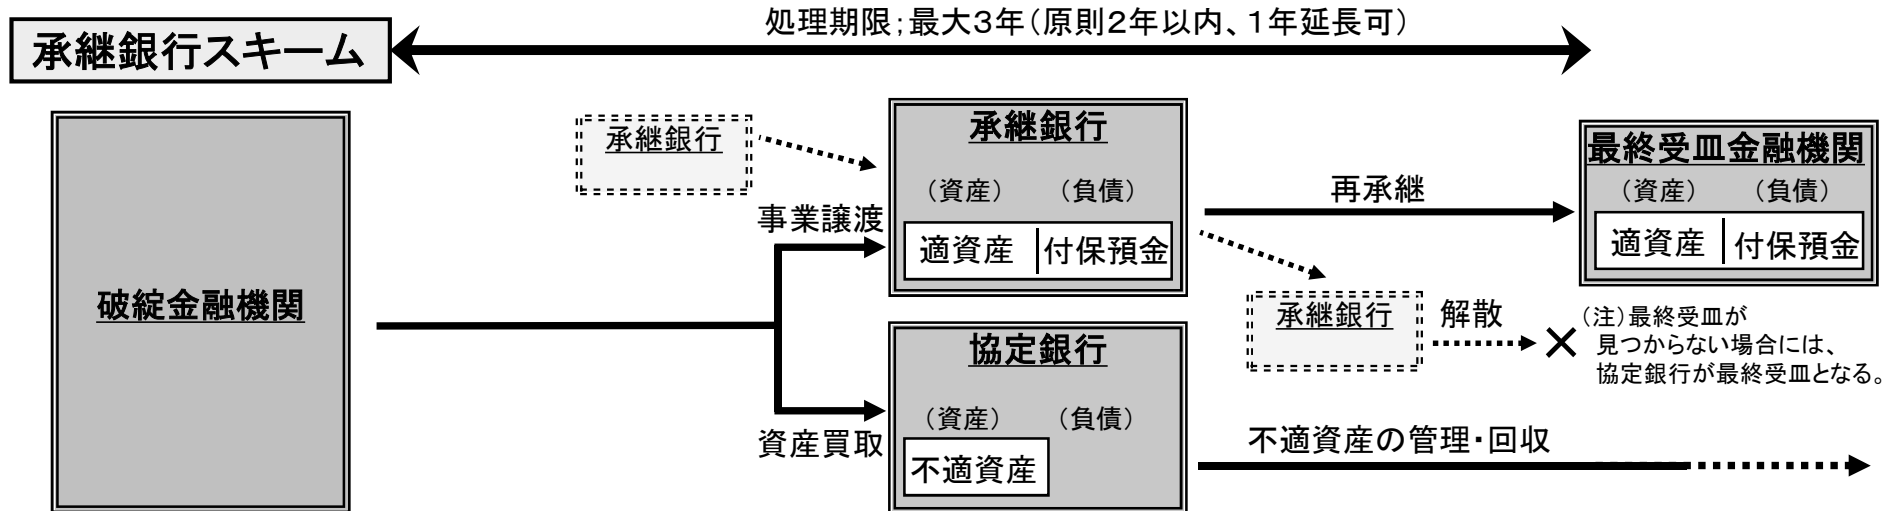 処理期限；最大３年（原則２年以内、１年延長可）
承継銀行スキーム
破綻金融機関
承継銀行
事業譲渡
資産買取
承継銀行
（資産）　（負債）
適資産　付保預金
協定銀行
（資産）　（負債）
不適資産
再承継
承継銀行
解散
最終受皿金融機関
（資産）　（負債）
適資産　付保預金
（注）最終受皿が
見つからない場合には、
協定銀行が最終受皿となる。
不適資産の管理・回収